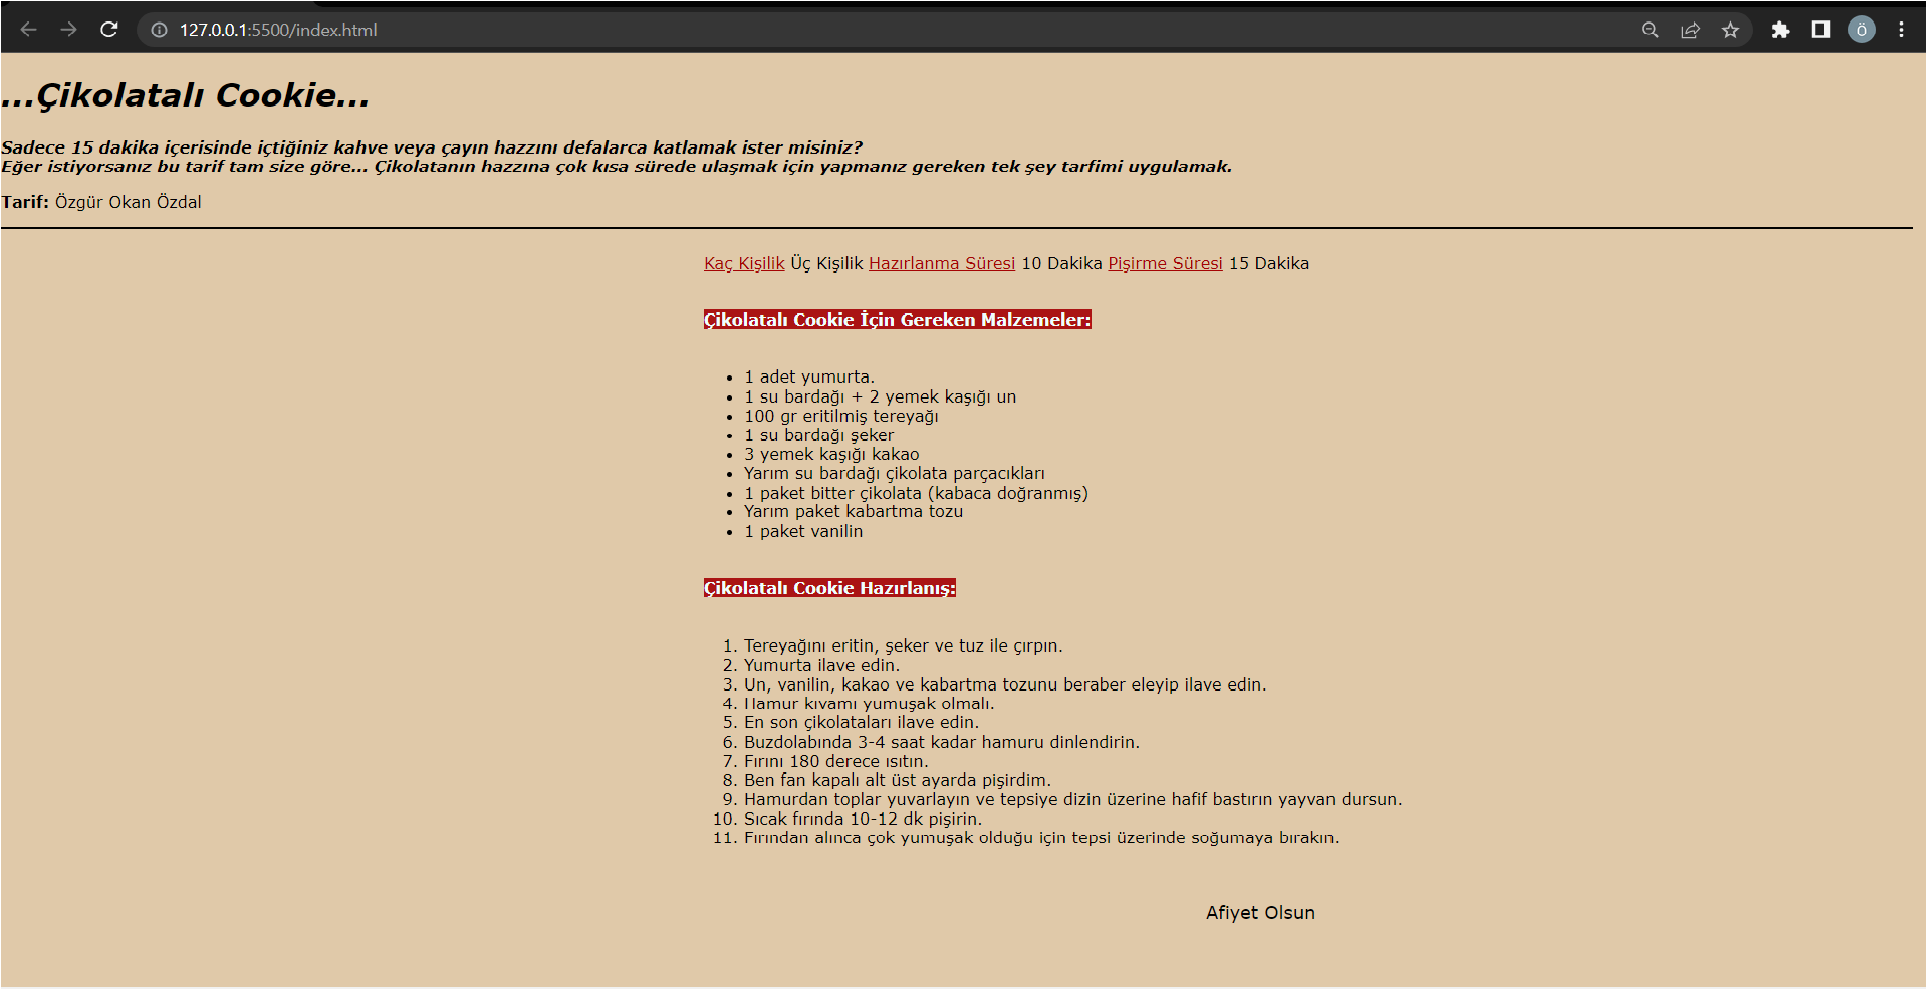 127.0.0.1:5500/index.html
Ö
...Çikolatalı Cookie...
Sadece 15 dakika içerisinde içtiğiniz kahve veya çayın hazzını defalarca katlamak ister misiniz?
Eğer istiyorsanız bu tarif tam size göre... Çikolatanın hazzına çok kısa sürede ulaşmak için yapmanız gereken tek şey tarfimi uygulamak.
Tarif: Özgür Okan Özdal
Kaç Kişilik Üç Kişilik Hazırlanma Süresi 10 Dakika Pişirme Süresi 15 Dakika
Çikolatalı Cookie İçin Gereken Malzemeler:
• 1 adet yumurta.
• 1 su bardağı + 2 yemek kaşığı un
• 100 gr eritilmiş tereyağı
• 1 su bardağı şeker
• 3 yemek kaşığı kakao
• Yarım su bardağı çikolata parçacıkları
• 1 paket bitter çikolata (kabaca doğranmış)
• Yarım paket kabartma tozu
• 1 paket vanilin
Çikolatalı Cookie Hazırlanış:
1. Tereyağını eritin, şeker ve tuz ile çırpın.
2. Yumurta ilave edin.
3. Un, vanilin, kakao ve kabartma tozunu beraber eleyip ilave edin.
4. Hamur kıvamı yumuşak olmalı.
5. En son çikolataları ilave edin.
6. Buzdolabında 3-4 saat kadar hamuru dinlendirin.
7. Fırını 180 derece ısıtın.
8. Ben fan kapalı alt üst ayarda pişirdim.
9. Hamurdan toplar yuvarlayın ve tepsiye dizin üzerine hafif bastırın yayvan dursun.
10. Sıcak fırında 10-12 dk pişirin.
11. Fırından alınca çok yumuşak olduğu için tepsi üzerinde soğumaya bırakın.
Afiyet Olsun